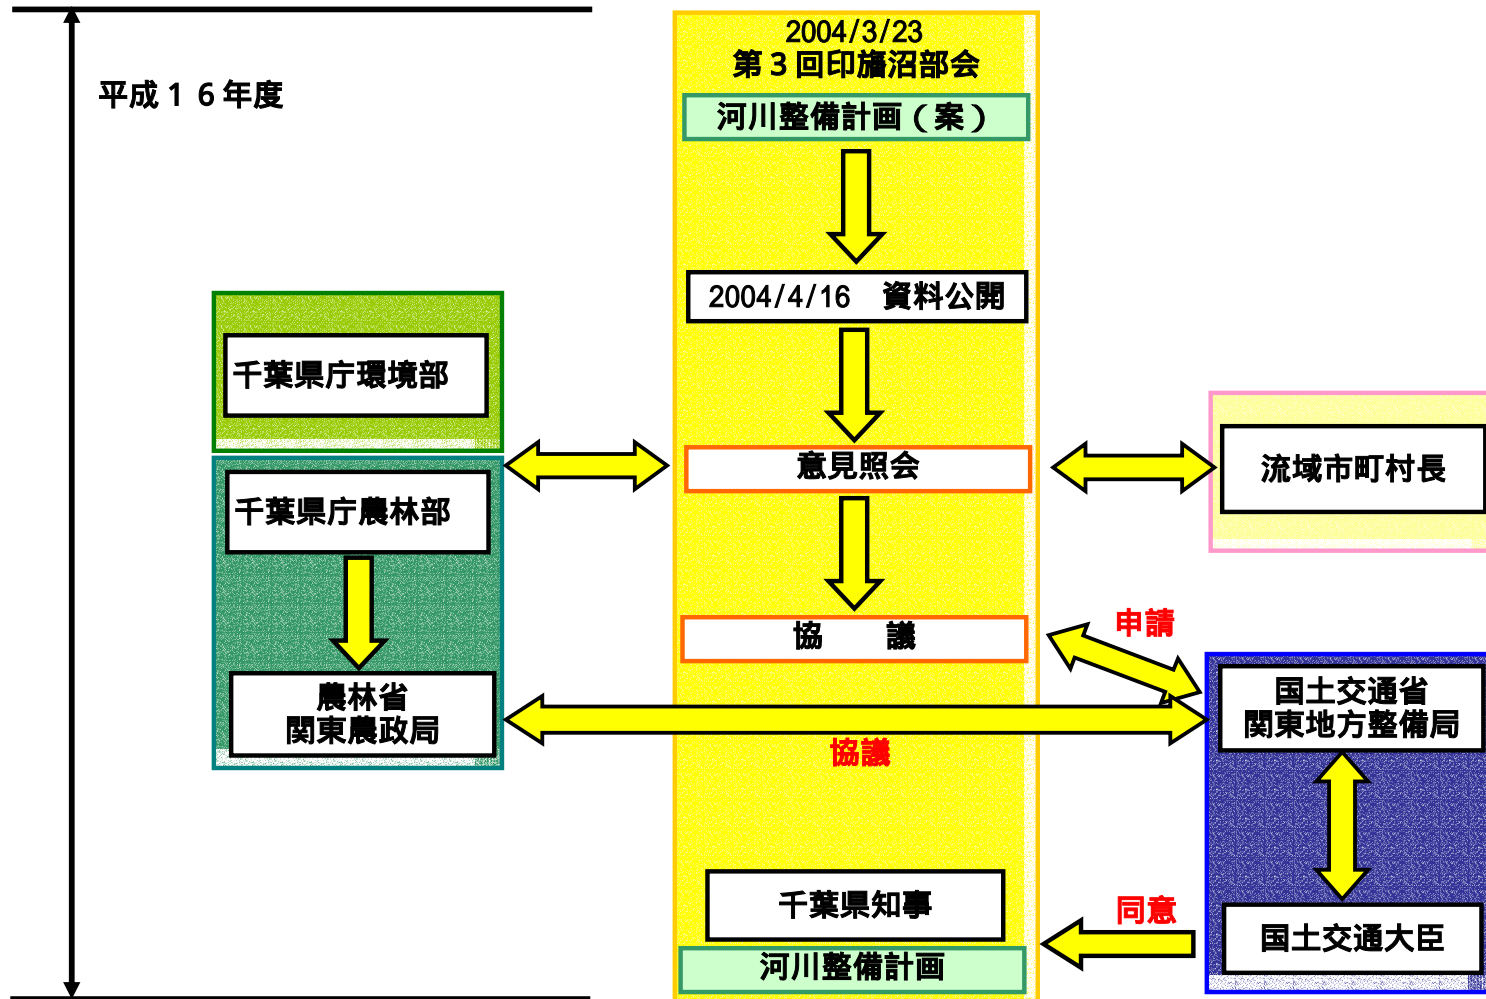 平成１６年度
2004/3/23
第３回印旛沼部会
河川整備計画（案）
2004/4/16　資料公開
千葉県庁環境部
意見照会
流域市町村長
千葉県庁農林部
協　　議
申請
農林省
関東農政局
国土交通省
関東地方整備局
協議
千葉県知事
同意
国土交通大臣
河川整備計画